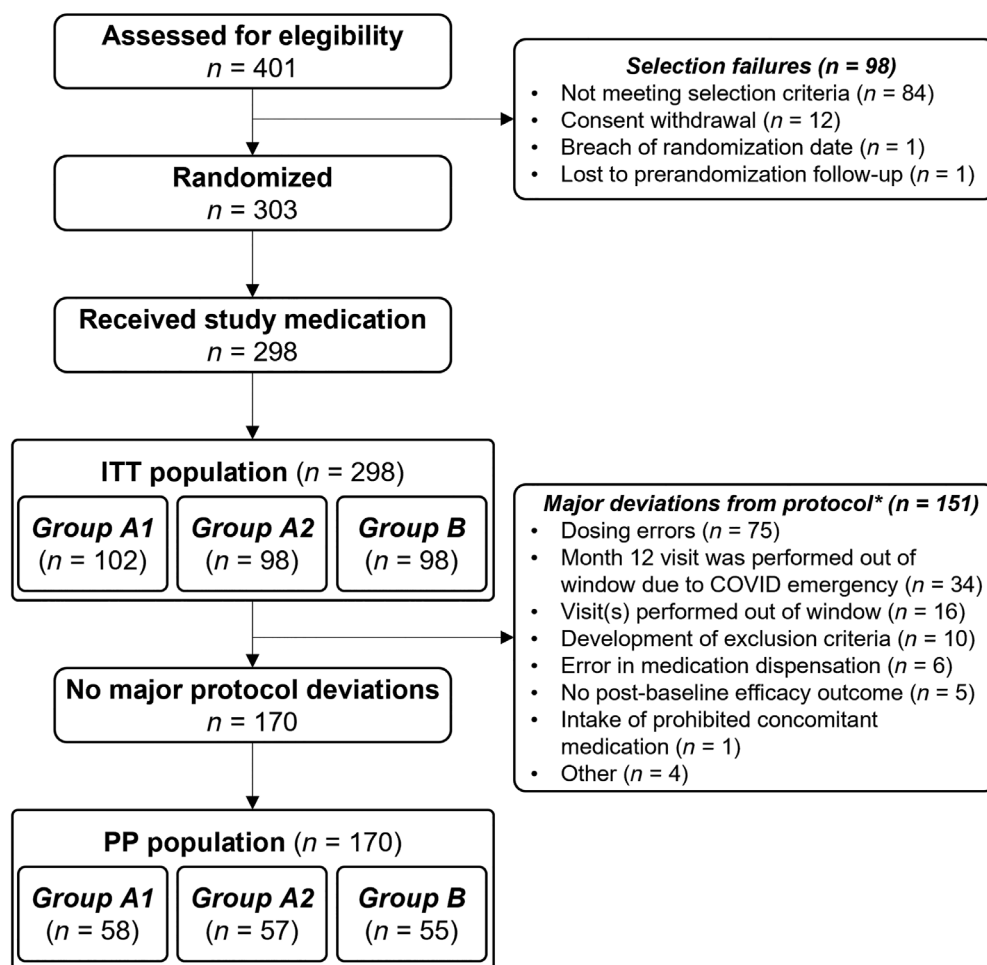 Assessed for elegibility
n = 401
Selection failures (n = 98)
• Not meeting selection criteria (n = 84)
• Consent withdrawal (n = 12)
• Breach of randomization date (n = 1)
• Lost to prerandomization follow-up (n = 1)
Randomized
n = 303
Received study medication
n = 298
ITT population (n = 298)
Group A1
(n = 102)
Group A2
(n = 98)
Group B
(n = 98)
Major deviations from protocol* (n = 151)
• Dosing errors (n = 75)
• Month 12 visit was performed out of
window due to COVID emergency (n = 34)
• Visit(s) performed out of window (n = 16)
• Development of exclusion criteria (n = 10)
• Error in medication dispensation (n = 6)
• No post-baseline efficacy outcome (n = 5)
• Intake of prohibited concomitant
medication (n = 1)
• Other (n = 4)
No major protocol deviations
n = 170
PP population (n = 170)
Group A1
(n = 58)
Group A2
(n = 57)
Group B
(n = 55)